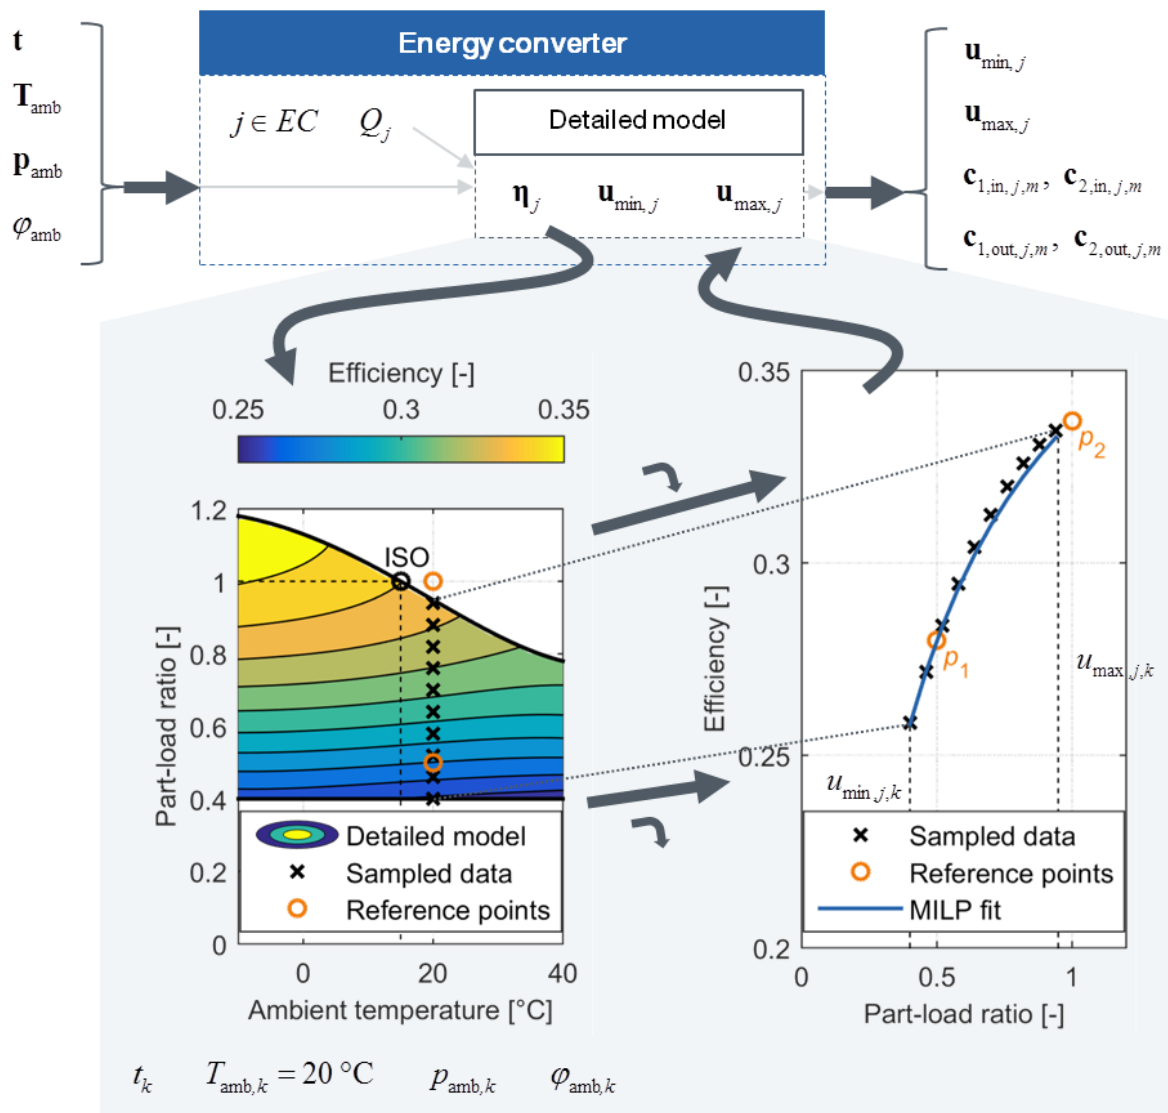 t
T_amb
p_amb
φ_amb
Energy converter
j ∈ EC Q_j
Detailed model
η_j u_min,j u_max,j
u_min,j
u_max,j
c_1,in,j,m, c_2,in,j,m
c_1,out,j,m, c_2,out,j,m
Efficiency [-]
0.25 0.3 0.35
1.2
1
0.8
0.6
0.4
0.2
0
Part-load ratio [-]
ISO
Detailed model
Sampled data
Reference points
0 20 40
Ambient temperature [°C]
0.35
0.3
0.25
0.2
Efficiency [-]
p_2
p_1
u_max,j,k
u_min,j,k
Sampled data
Reference points
MILP fit
0 0.5 1
Part-load ratio [-]
t_k T_amb,k = 20 °C p_amb,k φ_amb,k